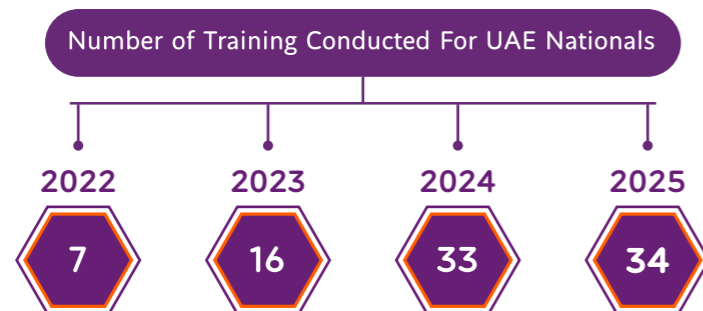 Number of Training Conducted For UAE Nationals
2022 2023 2024 2025
7 16 33 34